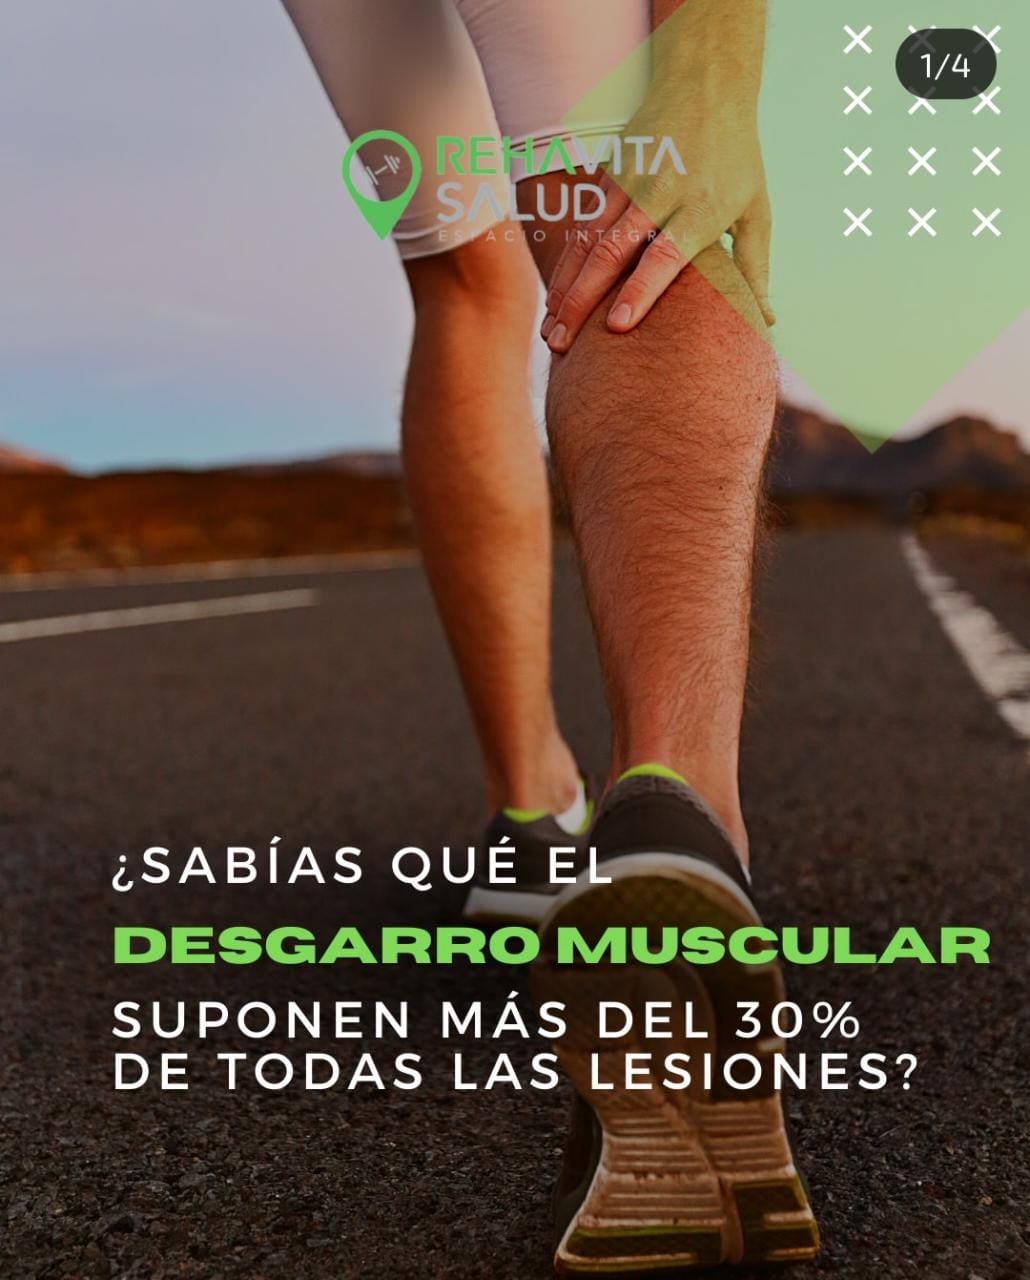 1/4
REHAVITA
SALUD
ESPACIO INTEGRAL
¿SABÍAS QUÉ EL
DESGARRO MUSCULAR
SUPONEN MÁS DEL 30%
DE TODAS LAS LESIONES?